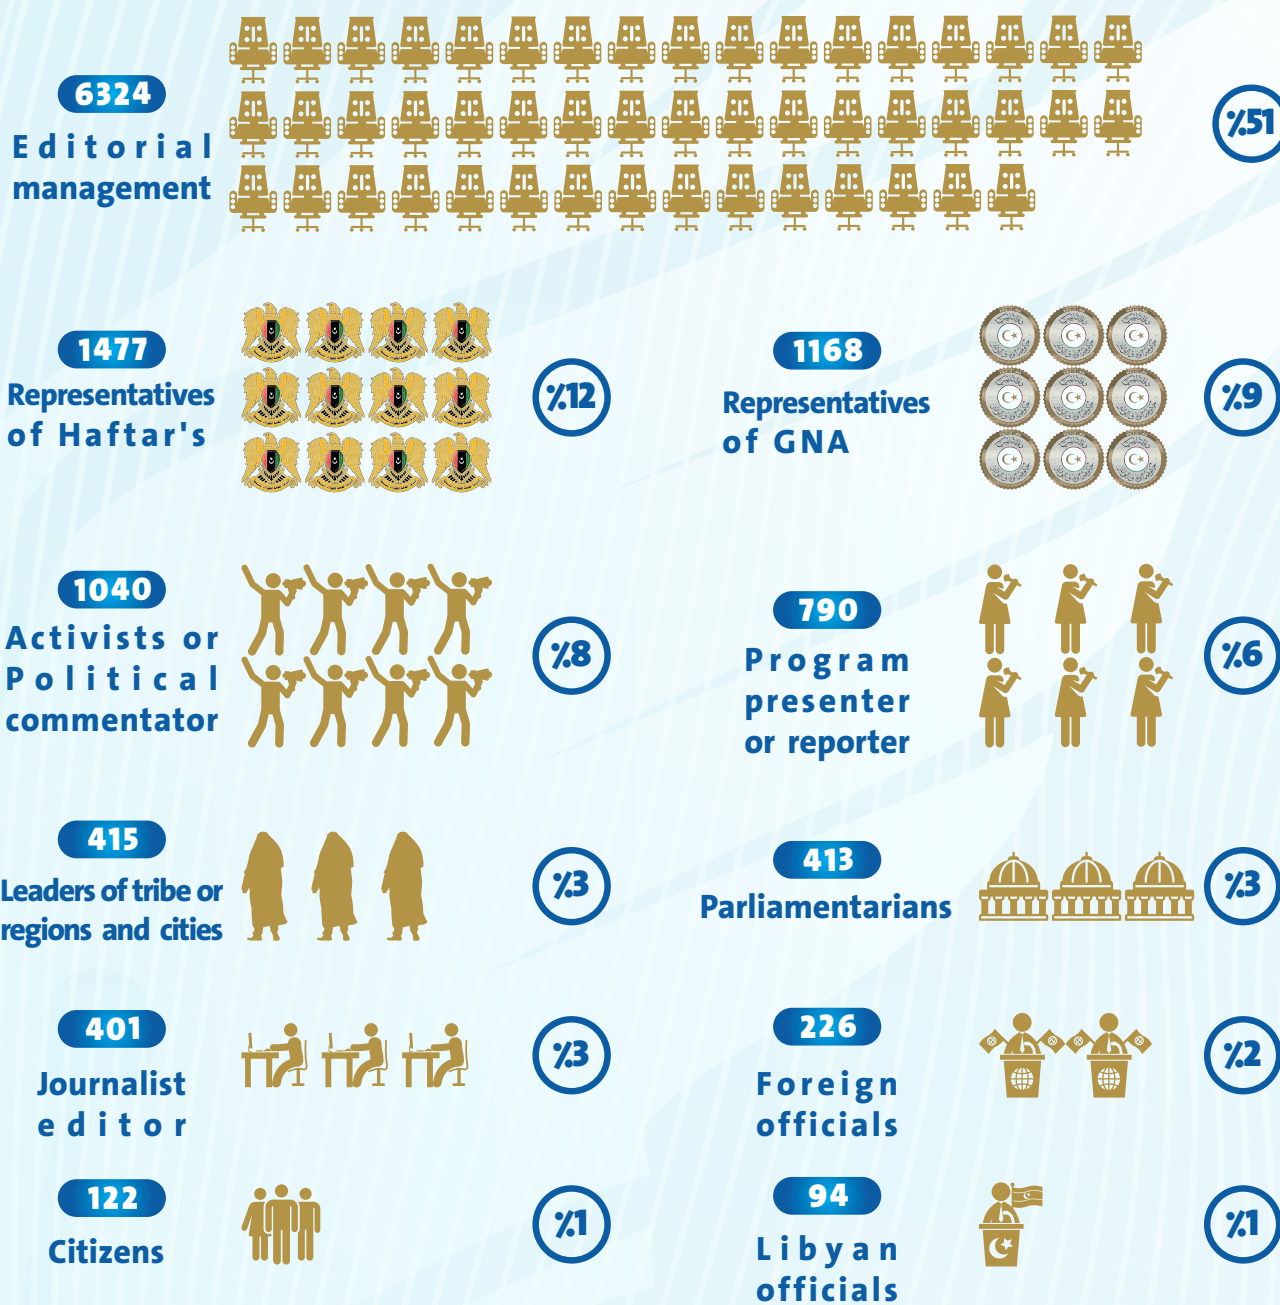 6324
Editorial
management
%51
1477
Representatives
of Haftar's
%12
1168
Representatives
of GNA
%9
1040
Activists or
Political
commentator
%8
790
Program
presenter
or reporter
%6
415
Leaders of tribe or
regions and cities
%3
413
Parliamentarians
%3
401
Journalist
editor
%3
226
Foreign
officials
%2
122
Citizens
%1
94
Libyan
officials
%1